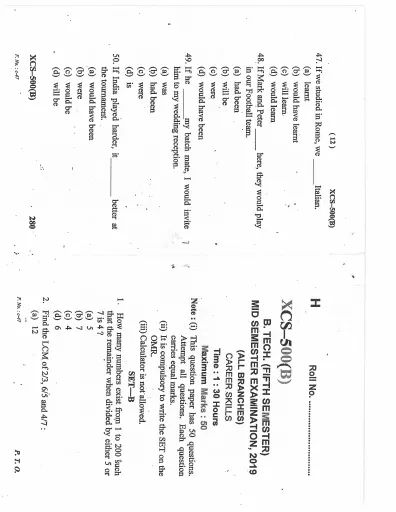 ( 12 ) XCS–500(B)
47. If we studied in Rome, we ______ Italian.
(a) learnt
(b) would have learnt
(c) will learn
(d) would learn
48. If Mark and Peter ______ here, they would play
in our Football team.
(a) had been
(b) will be
(c) were
(d) would have been
49. If he ______ my batch mate, I would invite
him to my wedding reception.
(a) was
(b) had been
(c) were
(d) is
50. If India played harder, it ______ better at
the tournament.
(a) would have been
(b) were
(c) would be
(d) will be
XCS–500(B) 280
H Roll No. ..............................
XCS–500(B)
B. TECH. (FIFTH SEMESTER)
MID SEMESTER EXAMINATION, 2019
(ALL BRANCHES)
CAREER SKILLS
Time : 1 : 30 Hours
Maximum Marks : 50
Note : (i) This question paper has 50 questions.
Attempt all questions. Each question
carries equal marks.
(ii) It is compulsory to write the SET on the
OMR.
(iii) Calculator is not allowed.
SET—B
1. How many numbers exist from 1 to 200 such
that the remainder when divided by either 5 or
7 is 4 ?
(a) 5
(b) 7
(c) 4
(d) 6
2. Find the LCM of 2/3, 6/5 and 4/7 :
(a) 12
P. T. O.